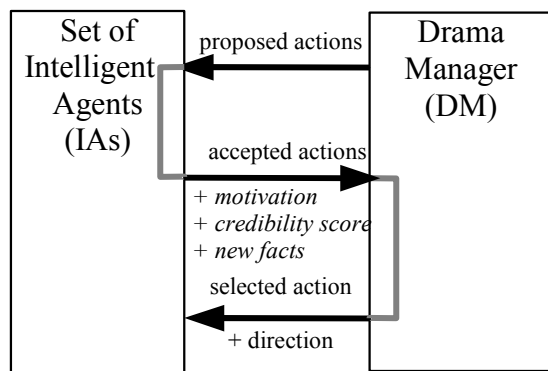 Set of
Intelligent
Agents
(IAs)
proposed actions
Drama
Manager
(DM)
accepted actions
+ motivation
+ credibility score
+ new facts
selected action
+ direction